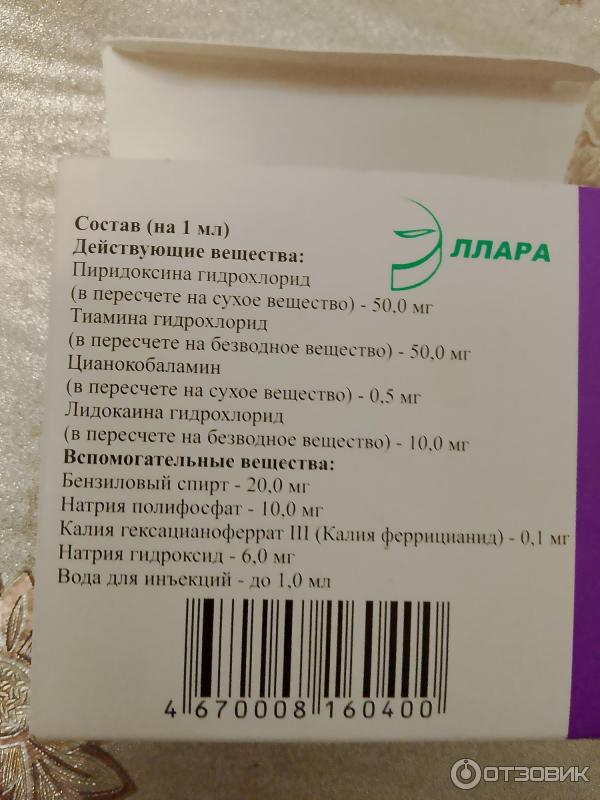 ЭЛЛАРА
Состав (на 1 мл)
Действующие вещества:
Пиридоксина гидрохлорид
(в пересчете на сухое вещество) - 50,0 мг
Тиамина гидрохлорид
(в пересчете на безводное вещество) - 50,0 мг
Цианокобаламин
(в пересчете на сухое вещество) - 0,5 мг
Лидокаина гидрохлорид
(в пересчете на безводное вещество) - 10,0 мг
Вспомогательные вещества:
Бензиловый спирт - 20,0 мг
Натрия полифосфат - 10,0 мг
Калия гексацианоферрат III (Калия феррицианид) - 0,1 мг
Натрия гидроксид - 6,0 мг
Вода для инъекций - до 1,0 мл
4 670008 160400
ОТЗОВИК